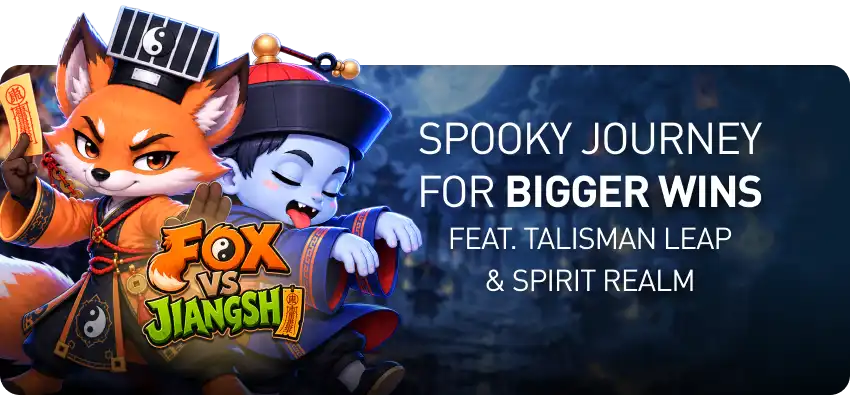 SPOOKY JOURNEY
FOR BIGGER WINS
FEAT. TALISMAN LEAP
& SPIRIT REALM
FOX
VS
JIANGSHI